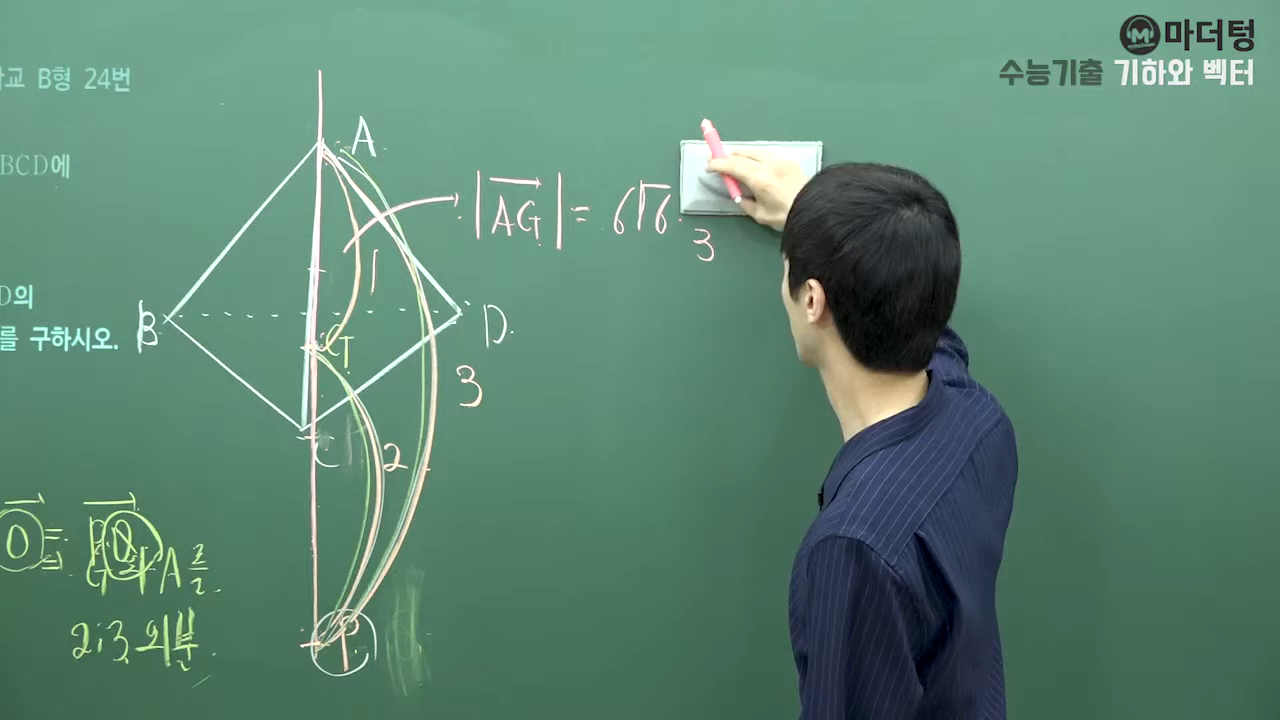 마더텅
수능기출 기하와 벡터
교 B형 24번
BCD에
D의
를 구하시오.
A
|AG| = 6√6
3
1
B
G
D
3
C
2
2:3 외분
P